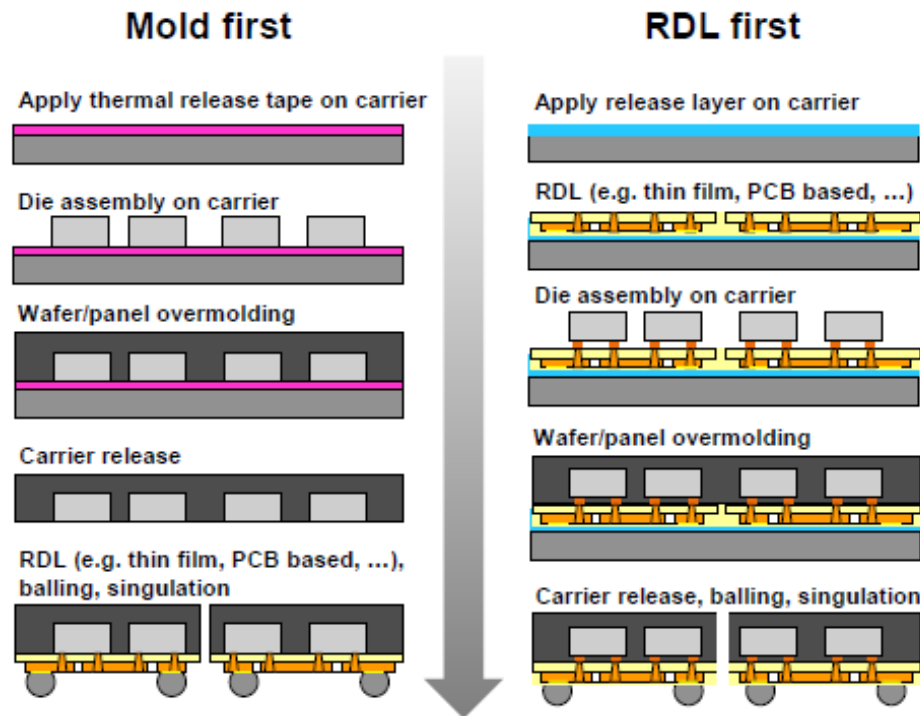 Mold first
Apply thermal release tape on carrier
Die assembly on carrier
Wafer/panel overmolding
Carrier release
RDL (e.g. thin film, PCB based, ...),
balling, singulation
RDL first
Apply release layer on carrier
RDL (e.g. thin film, PCB based, ...)
Die assembly on carrier
Wafer/panel overmolding
Carrier release, balling, singulation